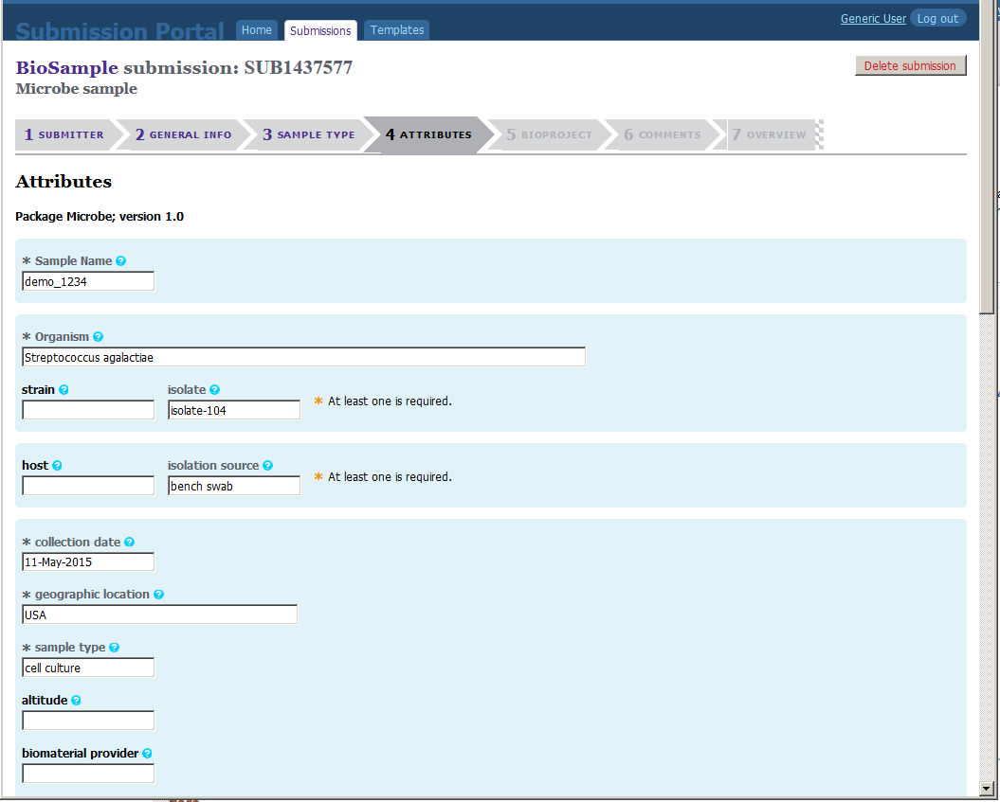 Submission Portal Home Submissions Templates Generic User Log out
BioSample submission: SUB1437577 Delete submission
Microbe sample
1 SUBMITTER 2 GENERAL INFO 3 SAMPLE TYPE 4 ATTRIBUTES 5 BIOPROJECT 6 COMMENTS 7 OVERVIEW
Attributes
Package Microbe; version 1.0
* Sample Name ?
demo_1234
* Organism ?
Streptococcus agalactiae
strain ? isolate ?
isolate-104 * At least one is required.
host ? isolation source ?
bench swab * At least one is required.
* collection date ?
11-May-2015
* geographic location ?
USA
* sample type ?
cell culture
altitude ?
biomaterial provider ?